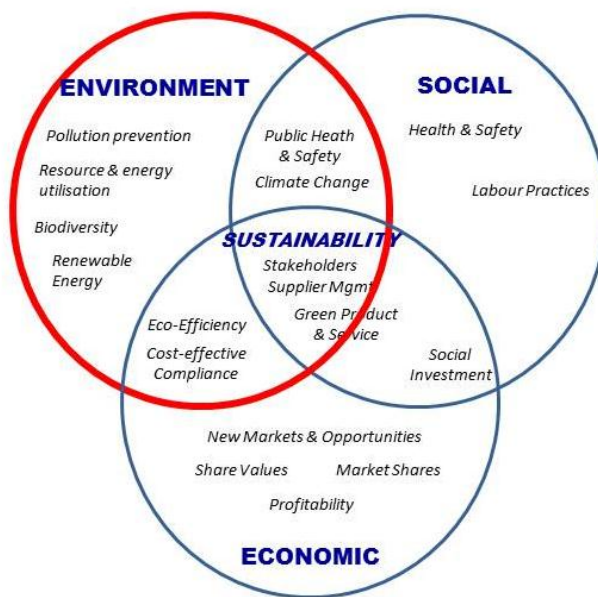 ENVIRONMENT
SOCIAL
Pollution prevention
Resource & energy
utilisation
Biodiversity
Renewable
Energy
Public Heath
& Safety
Climate Change
Health & Safety
Labour Practices
SUSTAINABILITY
Stakeholders
Supplier Mgmt
Green Product
& Service
Eco-Efficiency
Cost-effective
Compliance
Social
Investment
New Markets & Opportunities
Share Values
Market Shares
Profitability
ECONOMIC